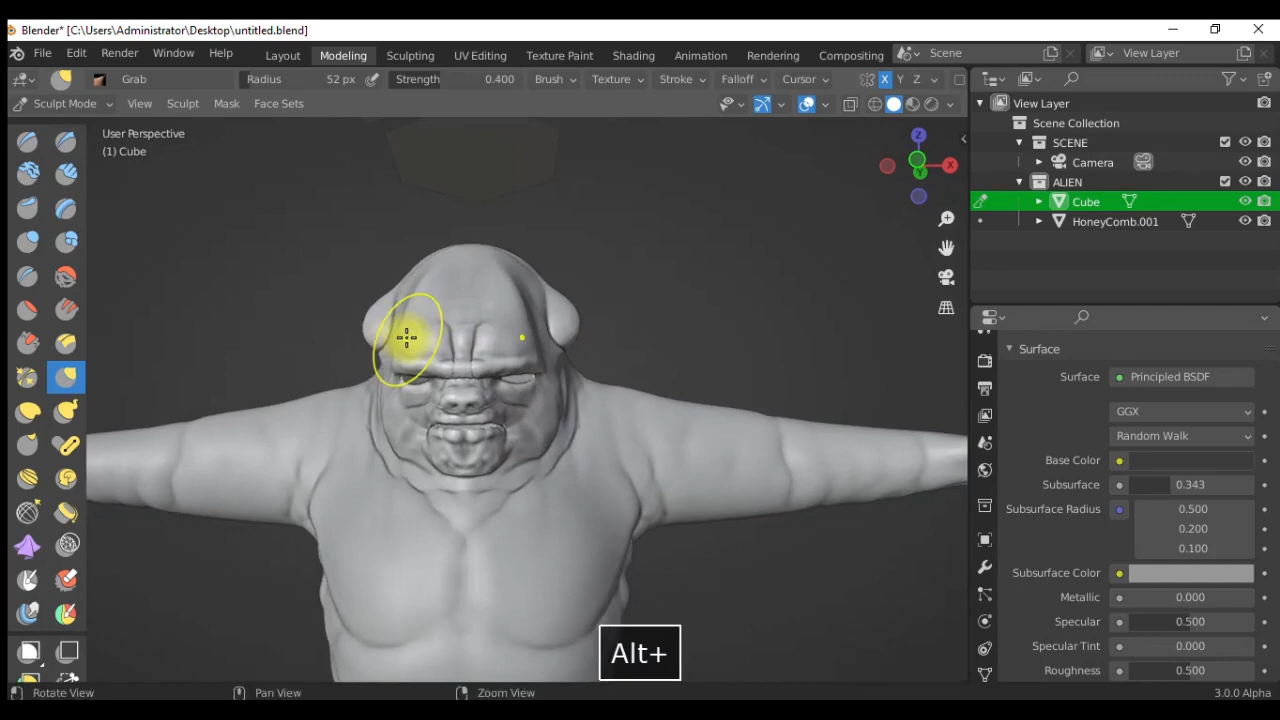 Blender* [C:\Users\Administrator\Desktop\untitled.blend]
File Edit Render Window Help Layout Modeling Sculpting UV Editing Texture Paint Shading Animation Rendering Compositing Scene View Layer
Grab Radius 52 px Strength 0.400 Brush Texture Stroke Falloff Cursor X Y Z
Sculpt Mode View Sculpt Mask Face Sets
User Perspective
(1) Cube
Z
X
Y
View Layer
Scene Collection
SCENE
Camera
ALIEN
Cube
HoneyComb.001
Surface
Surface Principled BSDF
GGX
Random Walk
Base Color
Subsurface 0.343
Subsurface Radius 0.500
0.200
0.100
Subsurface Color
Metallic 0.000
Specular 0.500
Specular Tint 0.000
Roughness 0.500
Alt+
Rotate View Pan View Zoom View 3.0.0 Alpha